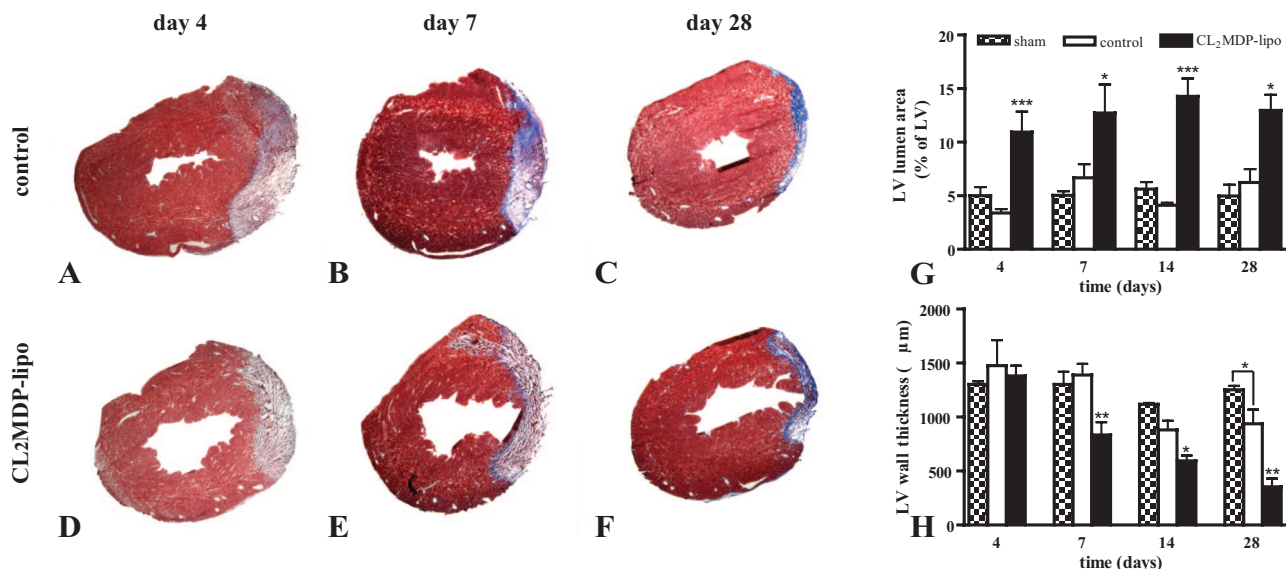 day 4 day 7 day 28
control
A B C
CL2MDP-lipo
D E F
sham control CL₂MDP-lipo
LV lumen area
(% of LV)
20
15
10
5
0
*** * *** *
4 7 14 28
time (days)
G
LV wall thickness ( μm)
2000
1500
1000
500
0
** * * **
4 7 14 28
time (days)
H